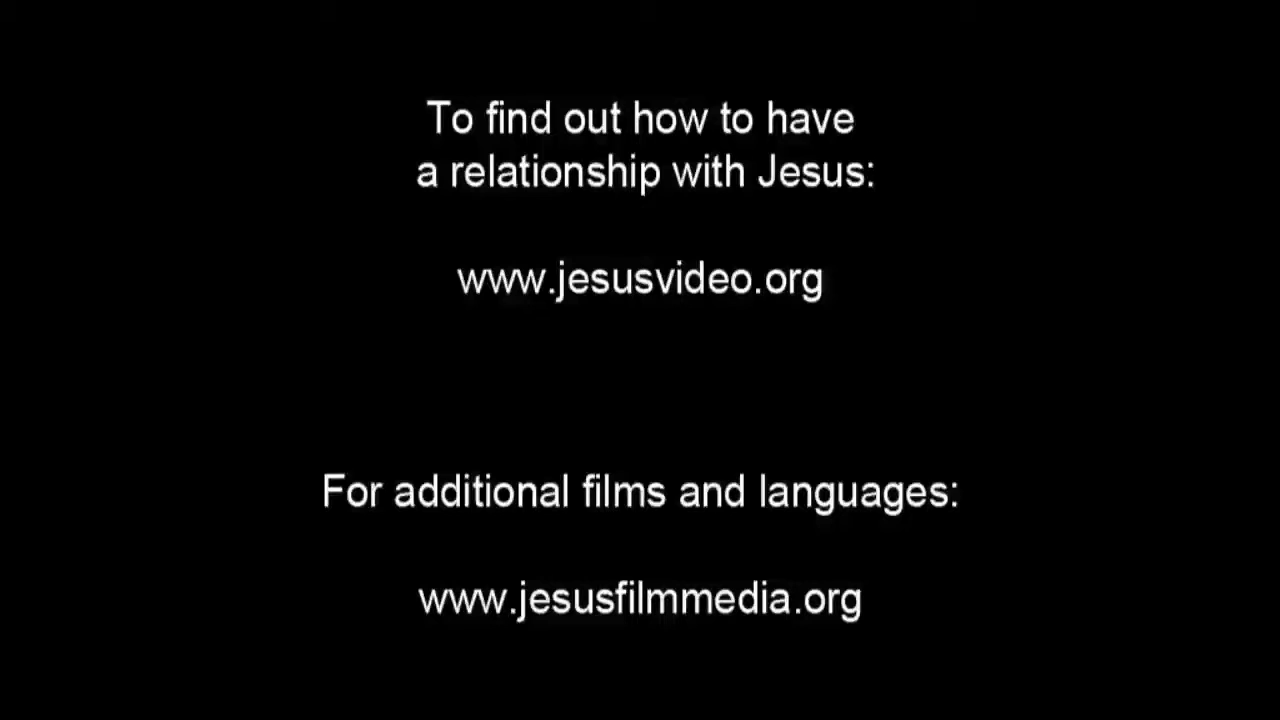 To find out how to have
a relationship with Jesus:
www.jesusvideo.org
For additional films and languages:
www.jesusfilmmedia.org